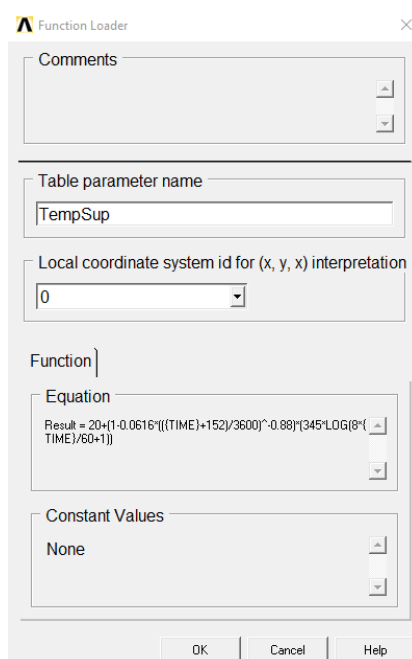 Function Loader
Comments
Table parameter name
TempSup
Local coordinate system id for (x, y, x) interpretation
0
Function
Equation
Result = 20+(1-0.0616*(({TIME}+152)/3600)^-0.88)*(345*LOG(8*{
TIME}/60+1))
Constant Values
None
OK Cancel Help